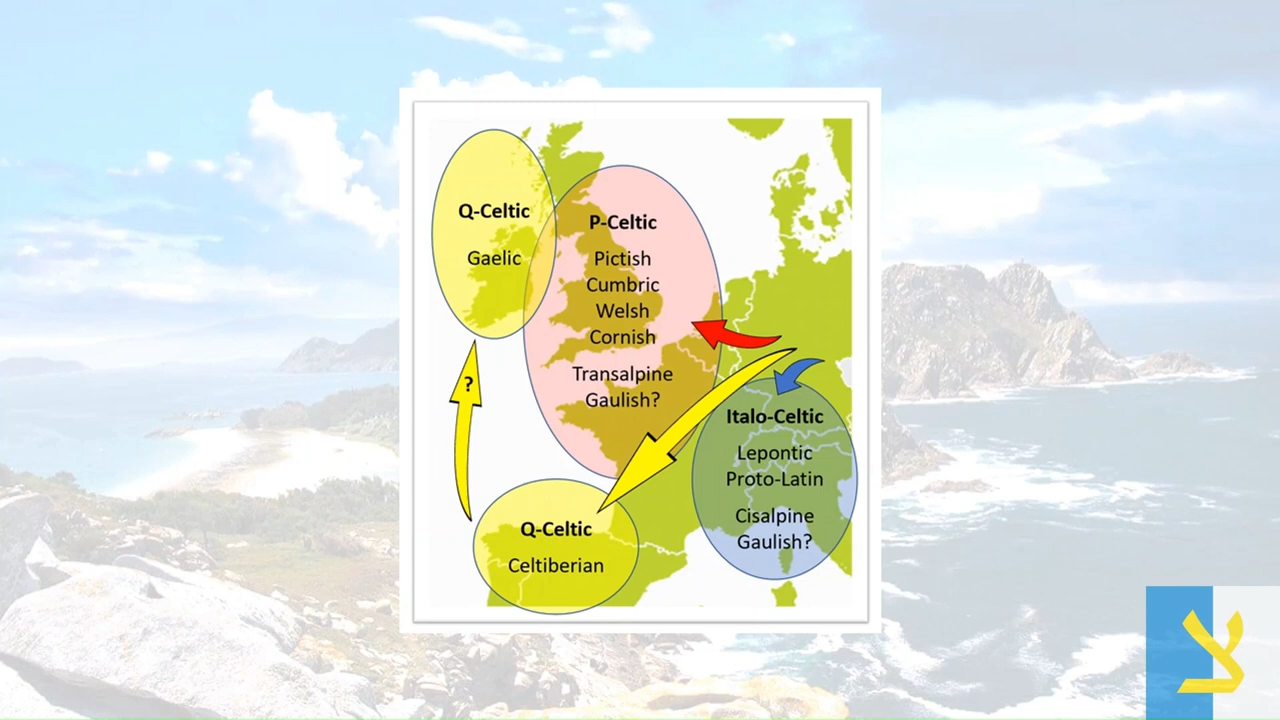 Q-Celtic
Gaelic
P-Celtic
Pictish
Cumbric
Welsh
Cornish
Transalpine
Gaulish?
?
Italo-Celtic
Lepontic
Proto-Latin
Cisalpine
Gaulish?
Q-Celtic
Celtiberian
צ